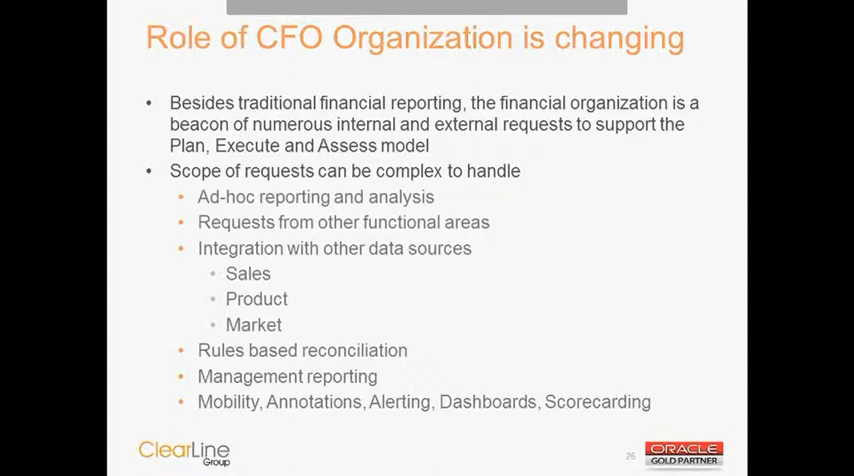 Role of CFO Organization is changing
• Besides traditional financial reporting, the financial organization is a
beacon of numerous internal and external requests to support the
Plan, Execute and Assess model
• Scope of requests can be complex to handle
• Ad-hoc reporting and analysis
• Requests from other functional areas
• Integration with other data sources
• Sales
• Product
• Market
• Rules based reconciliation
• Management reporting
• Mobility, Annotations, Alerting, Dashboards, Scorecarding
ClearLine
Group
26
ORACLE
GOLD PARTNER